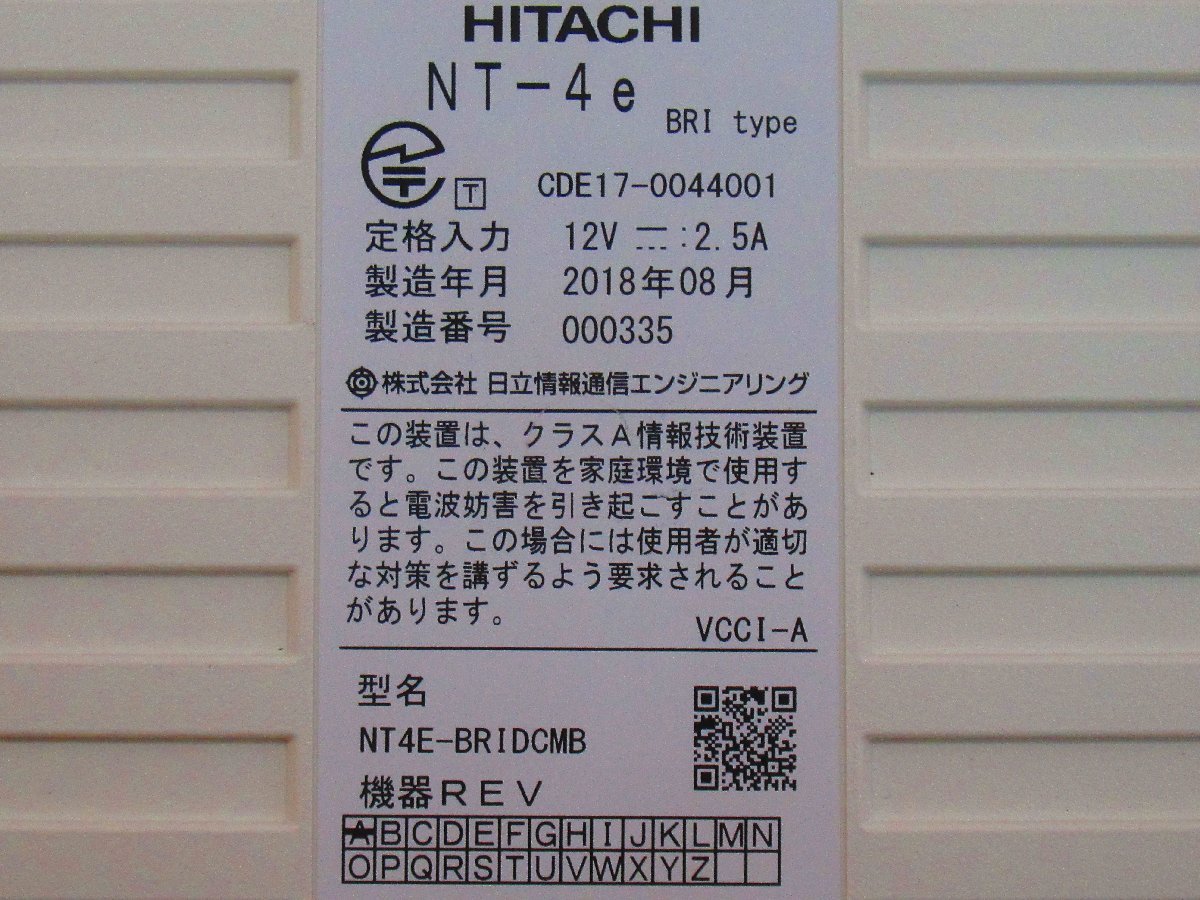 HITACHI
NT-4e
BRI type
T CDE17-0044001
定格入力 12V ⎓:2.5A
製造年月 2018年08月
製造番号 000335
株式会社 日立情報通信エンジニアリング
この装置は、クラスA情報技術装置
です。この装置を家庭環境で使用す
ると電波妨害を引き起こすことがあ
ります。この場合には使用者が適切
な対策を講ずるよう要求されること
があります。
VCCI-A
型名
NT4E-BRIDCMB
機器REV
ABCDEFGHIJKLMN
OPQRSTUVWXYZ